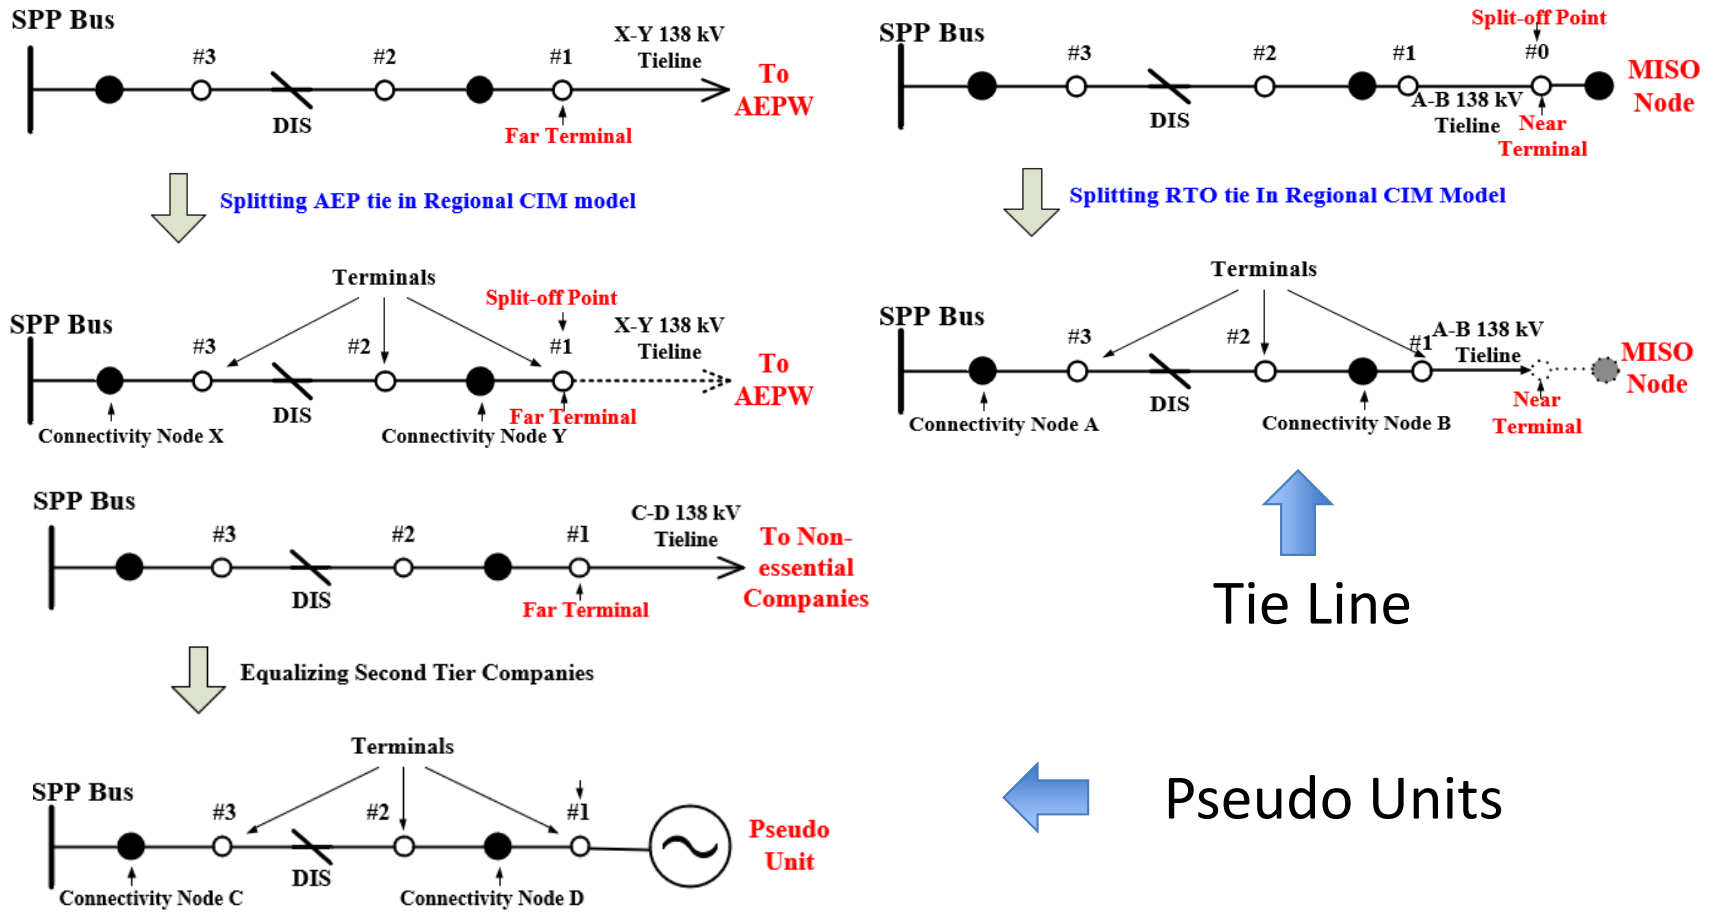 SPP Bus
#3
#2
#1
X-Y 138 kV
Tieline
To
AEPW
DIS
Far Terminal
Splitting AEP tie in Regional CIM model
Terminals
Split-off Point
SPP Bus
#3
#2
#1
X-Y 138 kV
Tieline
To
AEPW
DIS
Far Terminal
Connectivity Node X
Connectivity Node Y
SPP Bus
#3
#2
#1
C-D 138 kV
Tieline
To Non-
essential
Companies
DIS
Far Terminal
Equalizing Second Tier Companies
Terminals
SPP Bus
#3
#2
#1
Pseudo
Unit
DIS
Connectivity Node C
Connectivity Node D
Split-off Point
SPP Bus
#3
#2
#1
#0
MISO
Node
A-B 138 kV
Tieline
Near
Terminal
DIS
Splitting RTO tie In Regional CIM Model
Terminals
SPP Bus
#3
#2
#1
A-B 138 kV
Tieline
MISO
Node
DIS
Near
Terminal
Connectivity Node A
Connectivity Node B
Tie Line
Pseudo Units